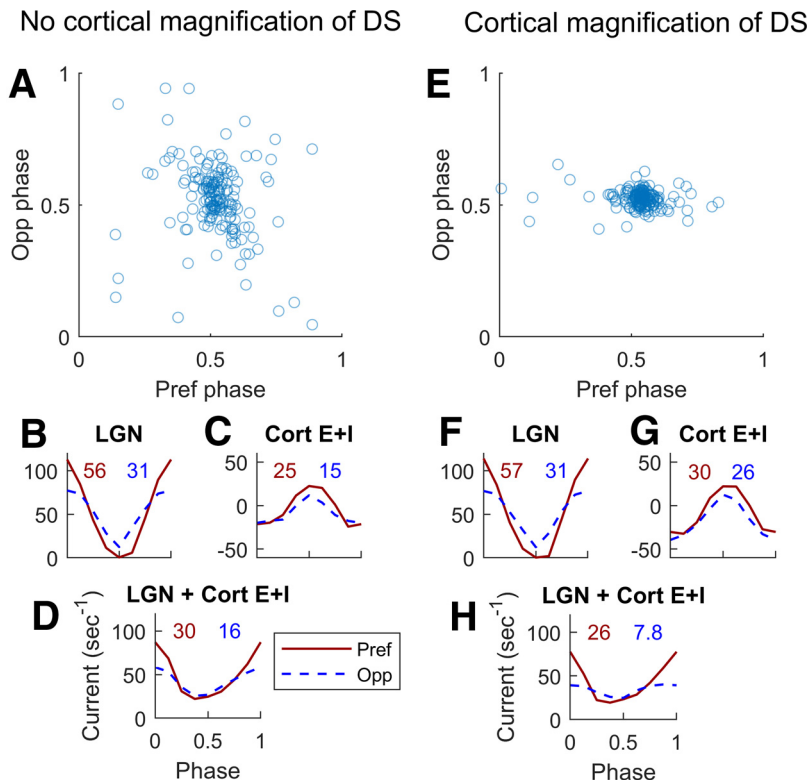 No cortical magnification of DS
Cortical magnification of DS
A
1
Opp phase
0.5
0
0
0.5
1
Pref phase
E
1
Opp phase
0.5
0
0
0.5
1
Pref phase
B
LGN
100
50
0
56
31
C
Cort E+I
50
0
-50
25
15
F
LGN
100
50
0
57
31
G
Cort E+I
50
0
-50
30
26
D
LGN + Cort E+I
Current (sec⁻¹)
100
50
0
30
16
0
0.5
1
Phase
Pref
Opp
H
LGN + Cort E+I
Current (sec⁻¹)
100
50
0
26
7.8
0
0.5
1
Phase